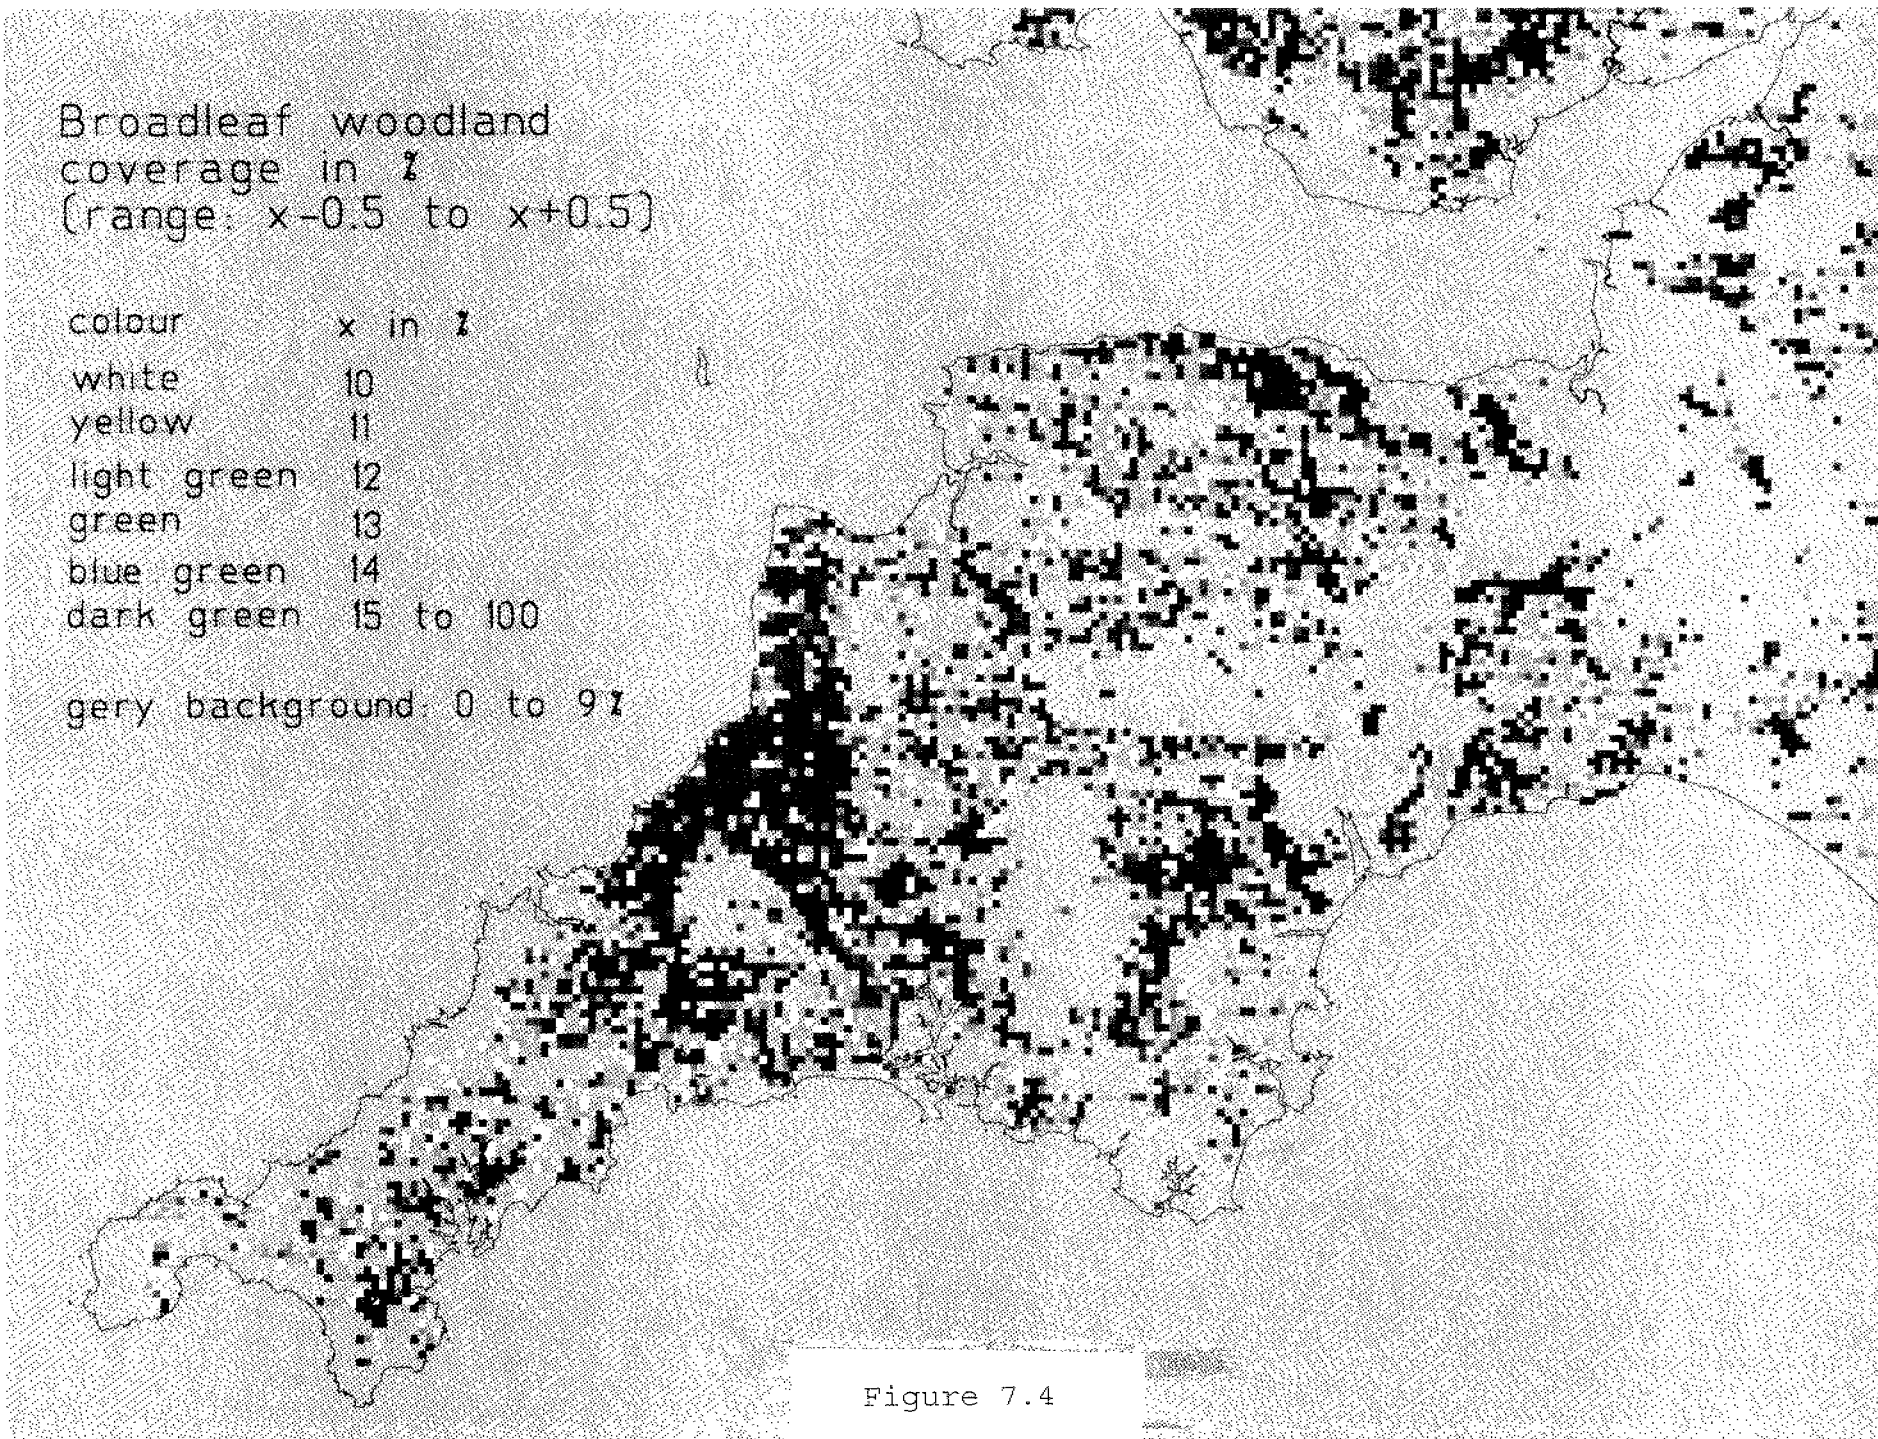 Broadleaf woodland
coverage in %
(range: x-0.5 to x+0.5)
colour x in %
white 10
yellow 11
light green 12
green 13
blue green 14
dark green 15 to 100
gery background: 0 to 9%
Figure 7.4